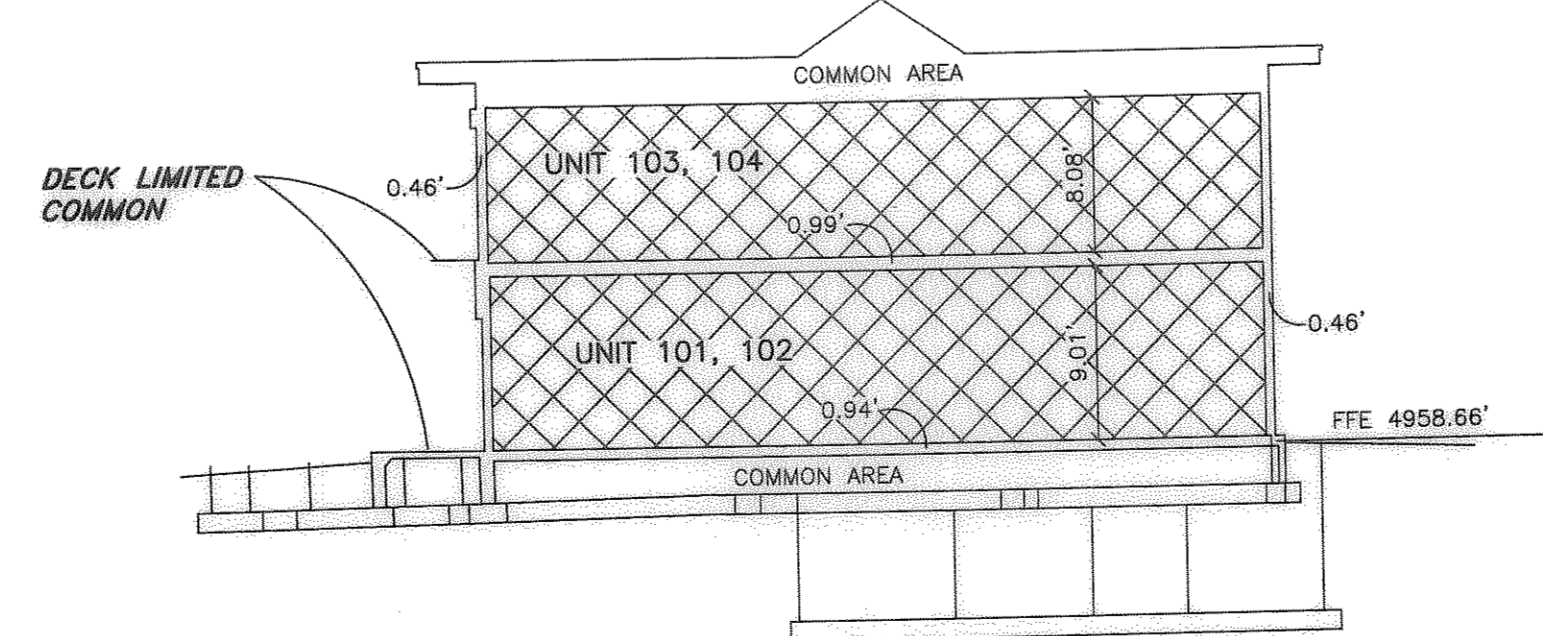 COMMON AREA
DECK LIMITED
COMMON
0.46'
UNIT 103, 104
8.08'
0.99'
UNIT 101, 102
9.01'
0.46'
0.94'
FFE 4958.66'
COMMON AREA